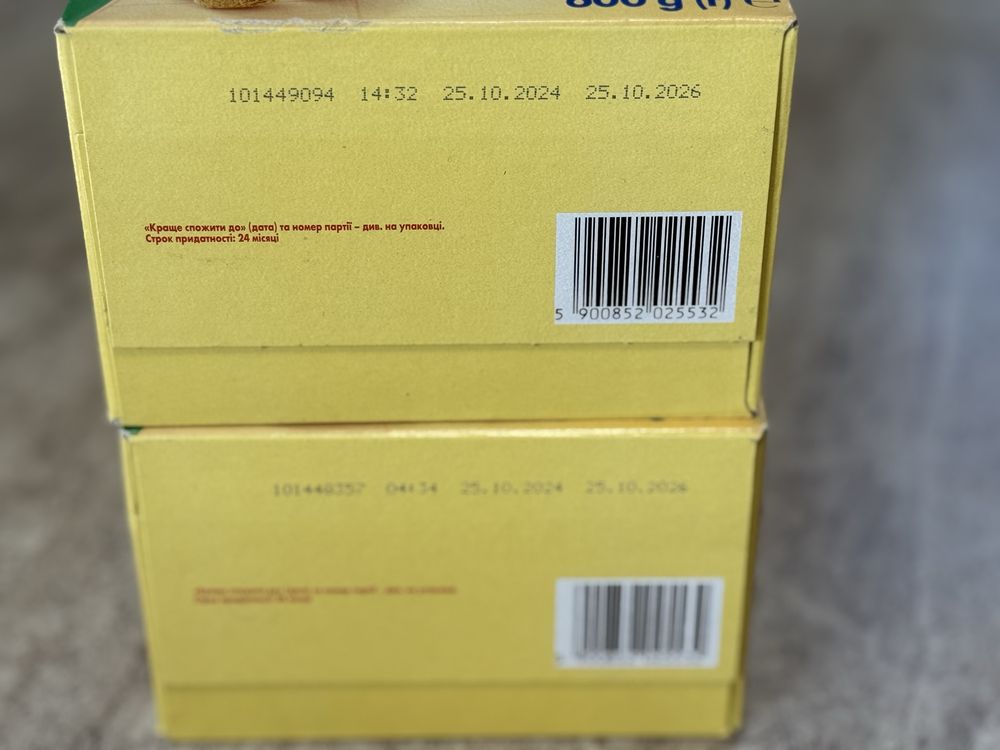 800 g (г) ℮
101449094 14:32 25.10.2024 25.10.2026
«Краще спожити до» (дата) та номер партії – див. на упаковці.
Строк придатності: 24 місяці
5 900852 025532
101448357 04:34 25.10.2024 25.10.2026